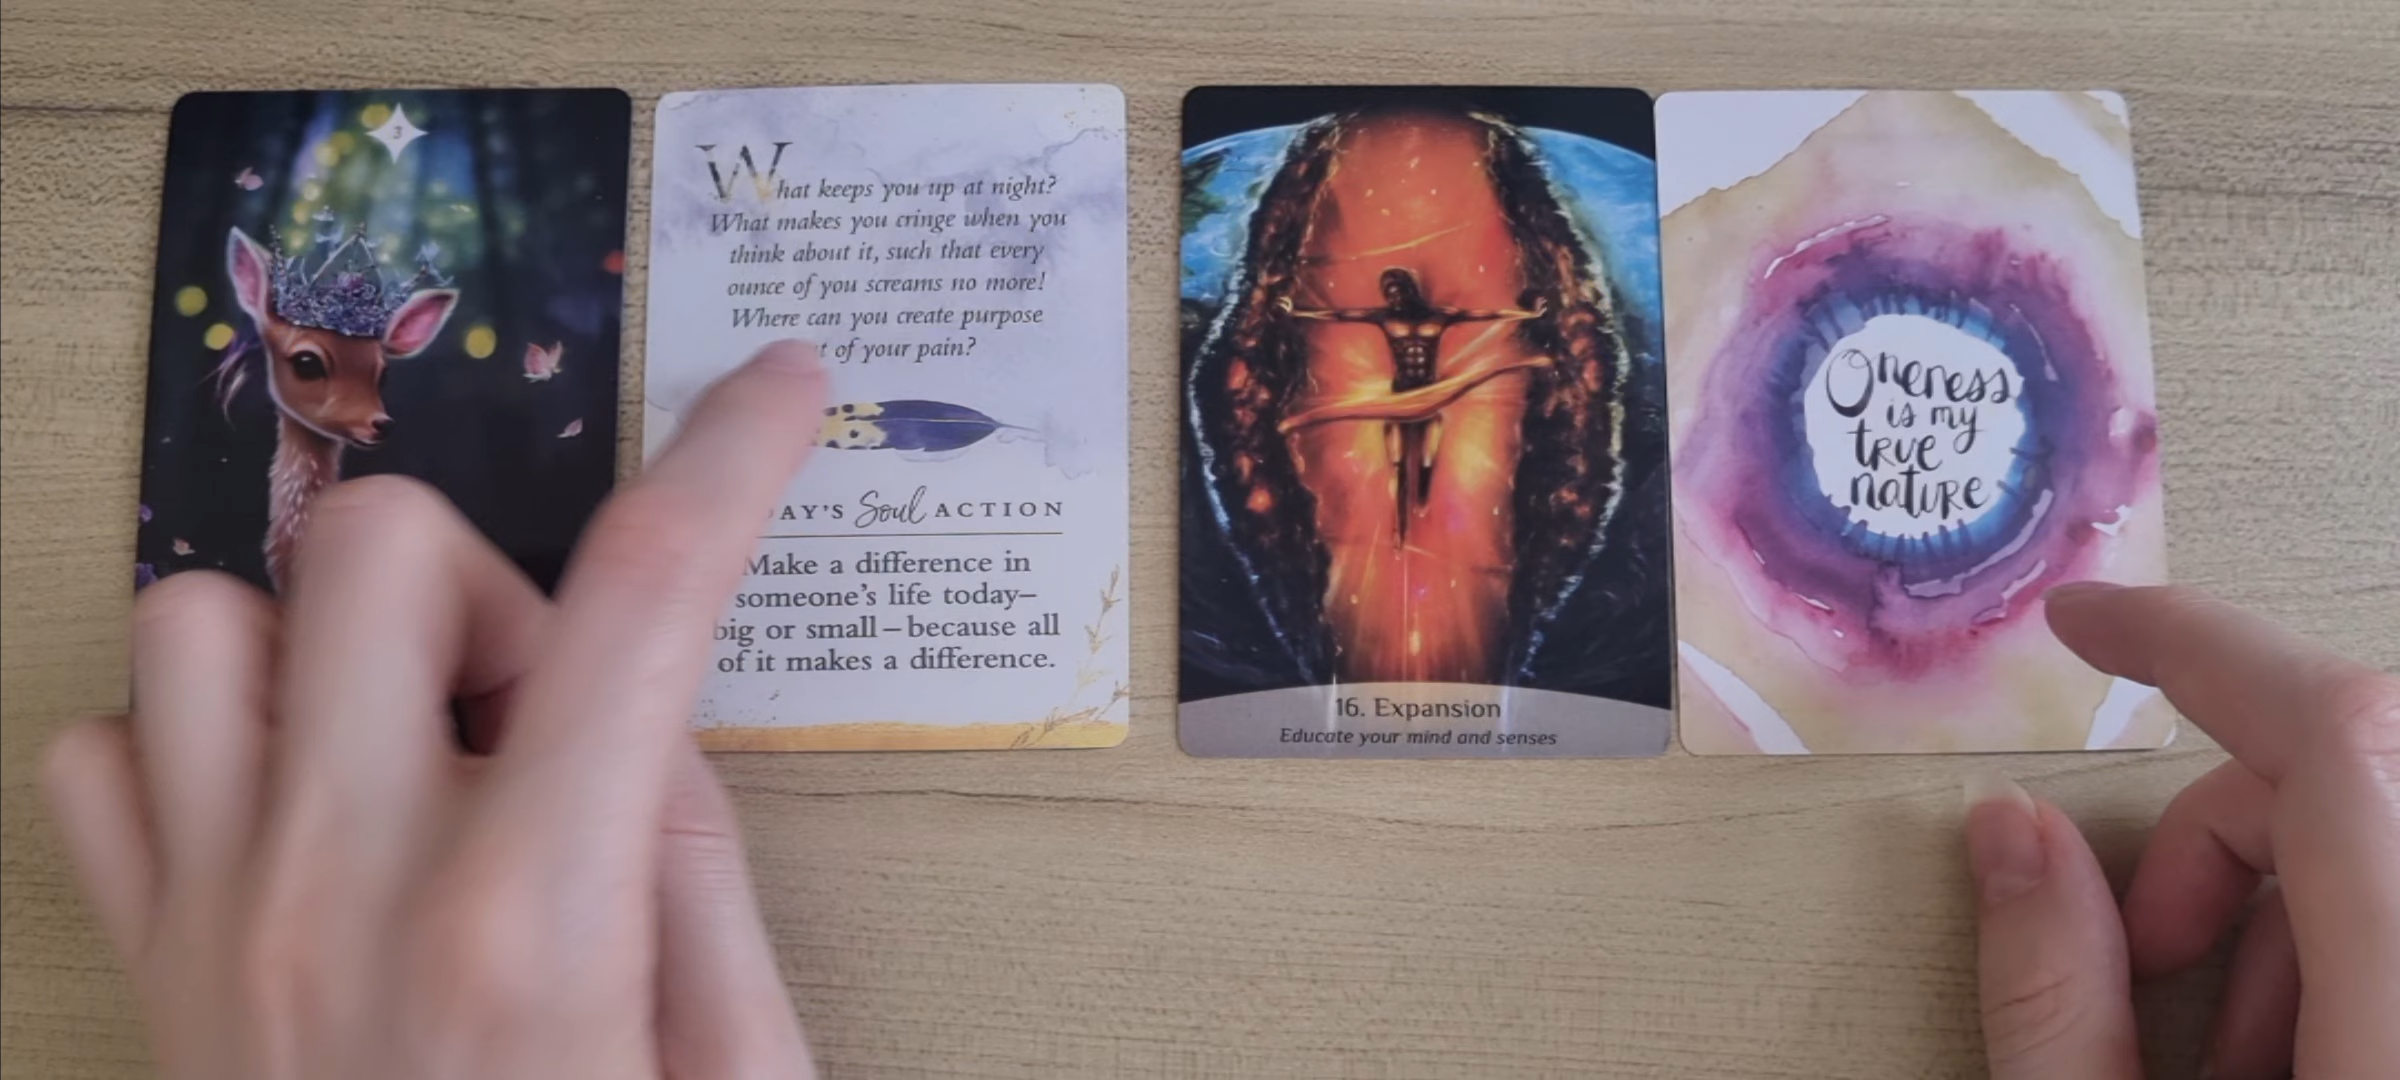 3
What keeps you up at night?
What makes you cringe when you
think about it, such that every
ounce of you screams no more!
Where can you create purpose
of your pain?
Soul ACTION
Make a difference in
someone's life today—
big or small—because all
of it makes a difference.
16. Expansion
Educate your mind and senses
Oneness
is my
true
nature